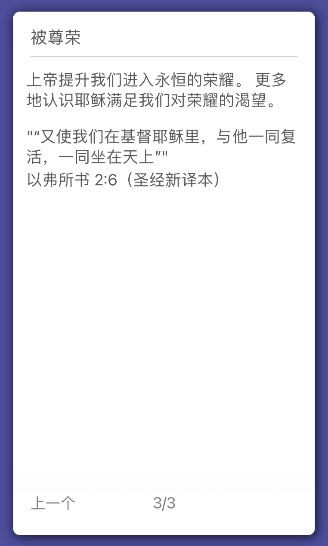 被尊荣
上帝提升我们进入永恒的荣耀。 更多
地认识耶稣满足我们对荣耀的渴望。
"“又使我们在基督耶稣里，与他一同复
活，一同坐在天上”"
以弗所书 2:6（圣经新译本）
上一个 3/3